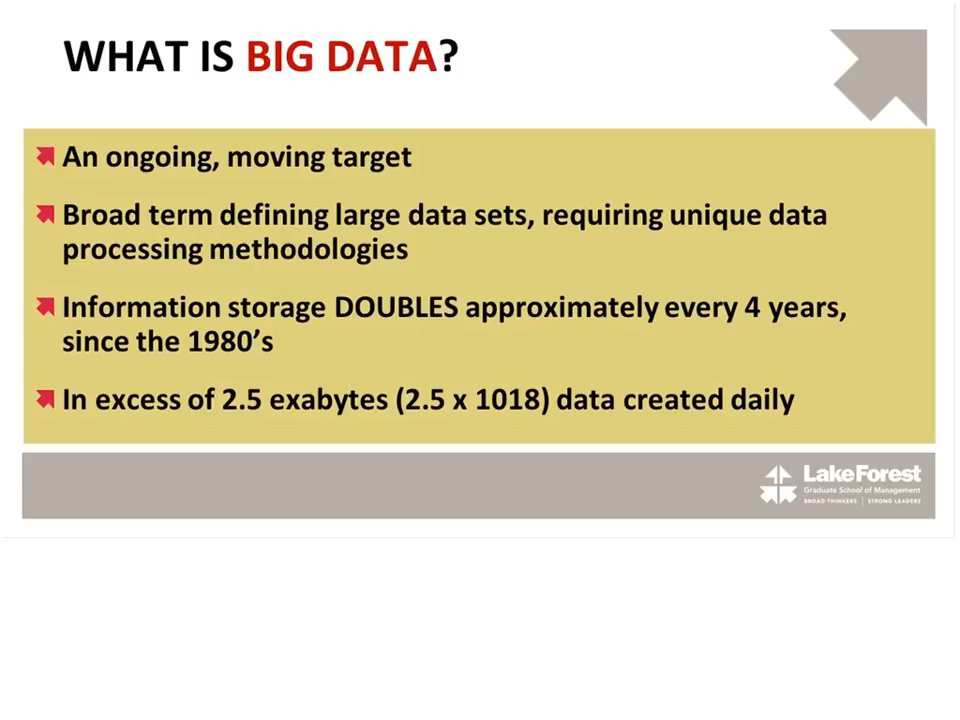 WHAT IS BIG DATA?
An ongoing, moving target
Broad term defining large data sets, requiring unique data
processing methodologies
Information storage DOUBLES approximately every 4 years,
since the 1980’s
In excess of 2.5 exabytes (2.5 x 1018) data created daily
LakeForest
Graduate School of Management
BROAD THINKERS | STRONG LEADERS